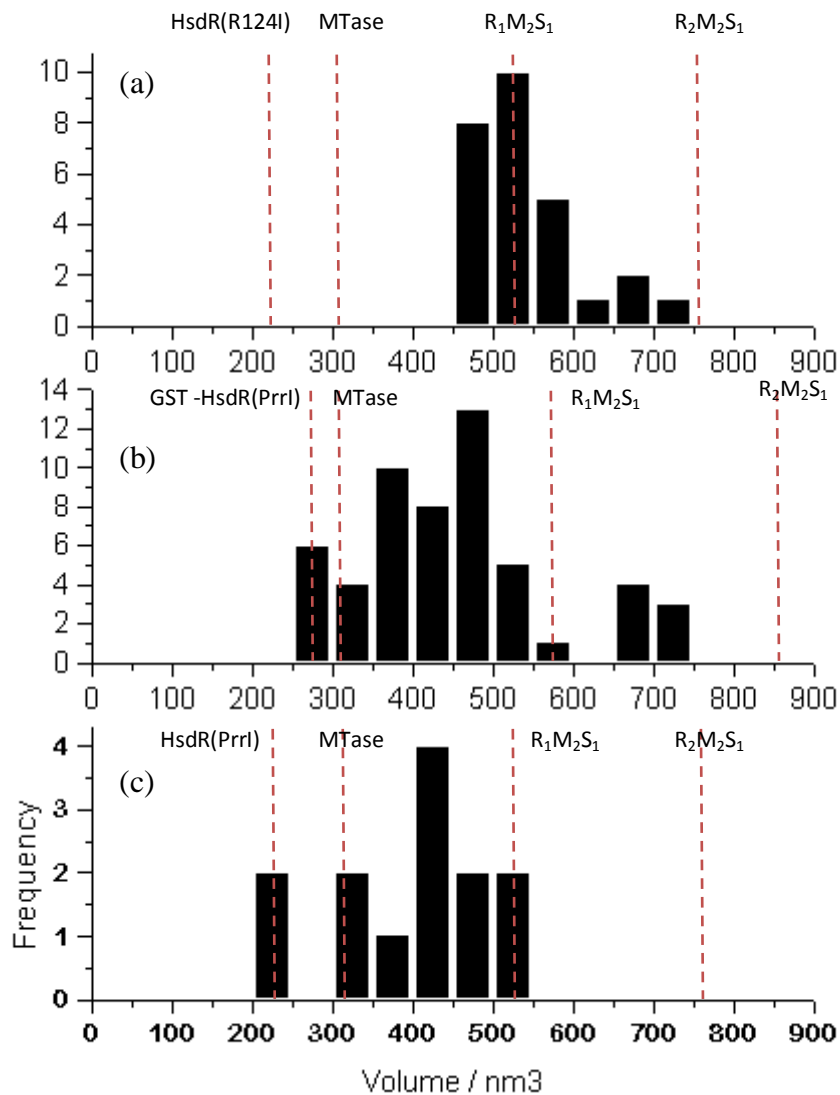 HsdR(R124I) MTase R₁M₂S₁ R₂M₂S₁
(a)
10
8
6
4
2
0
0 100 200 300 400 500 600 700 800 900
GST -HsdR(PrrI) MTase R₁M₂S₁ R₂M₂S₁
(b)
14
12
10
8
6
4
2
0
0 100 200 300 400 500 600 700 800 900
HsdR(PrrI) MTase R₁M₂S₁ R₂M₂S₁
(c)
4
3
2
1
0
Frequency
0 100 200 300 400 500 600 700 800 900
Volume / nm3